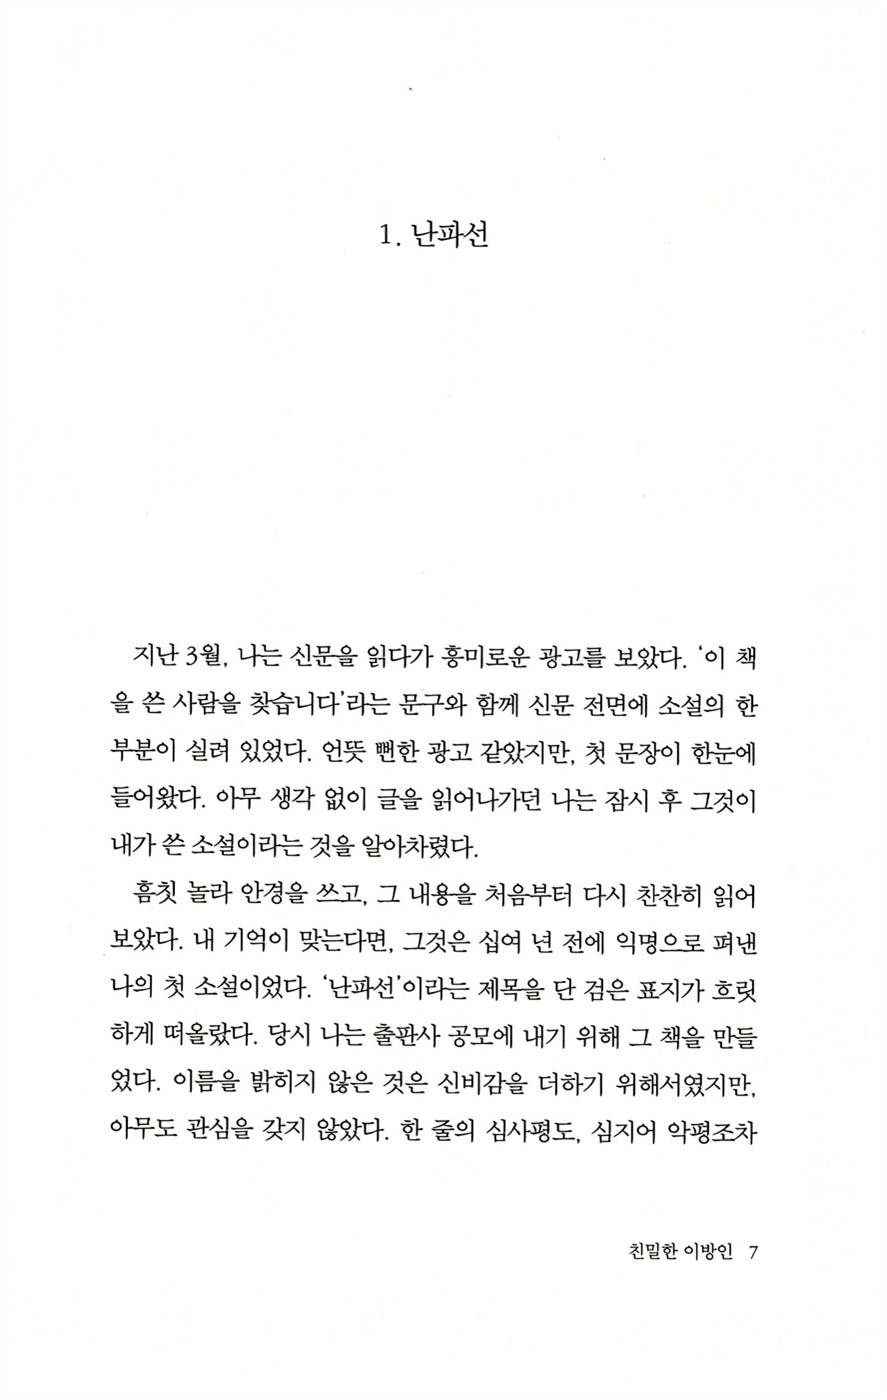 1. 난파선
지난 3월, 나는 신문을 읽다가 흥미로운 광고를 보았다. ‘이 책
을 쓴 사람을 찾습니다’라는 문구와 함께 신문 전면에 소설의 한
부분이 실려 있었다. 언뜻 뻔한 광고 같았지만, 첫 문장이 한눈에
들어왔다. 아무 생각 없이 글을 읽어나가던 나는 잠시 후 그것이
내가 쓴 소설이라는 것을 알아차렸다.
흠칫 놀라 안경을 쓰고, 그 내용을 처음부터 다시 찬찬히 읽어
보았다. 내 기억이 맞는다면, 그것은 십여 년 전에 익명으로 펴낸
나의 첫 소설이었다. ‘난파선’이라는 제목을 단 검은 표지가 흐릿
하게 떠올랐다. 당시 나는 출판사 공모에 내기 위해 그 책을 만들
었다. 이름을 밝히지 않은 것은 신비감을 더하기 위해서였지만,
아무도 관심을 갖지 않았다. 한 줄의 심사평도, 심지어 악평조차
친밀한 이방인 7